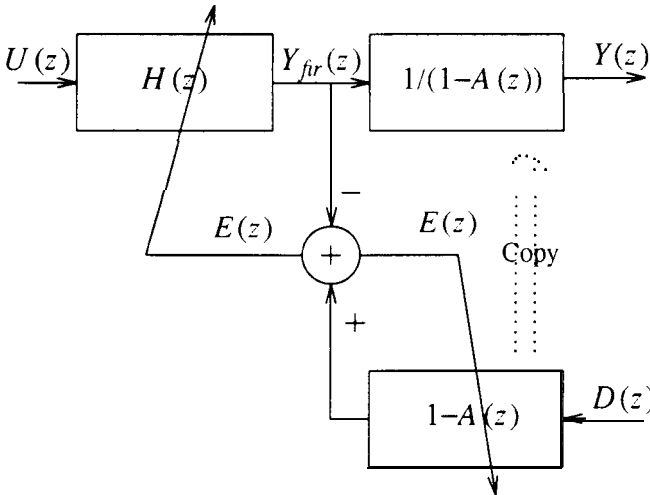 U(z)
H(z)
Y_fir(z)
1/(1-A(z))
Y(z)
−
E(z)
+
E(z)
Copy
+
1-A(z)
D(z)